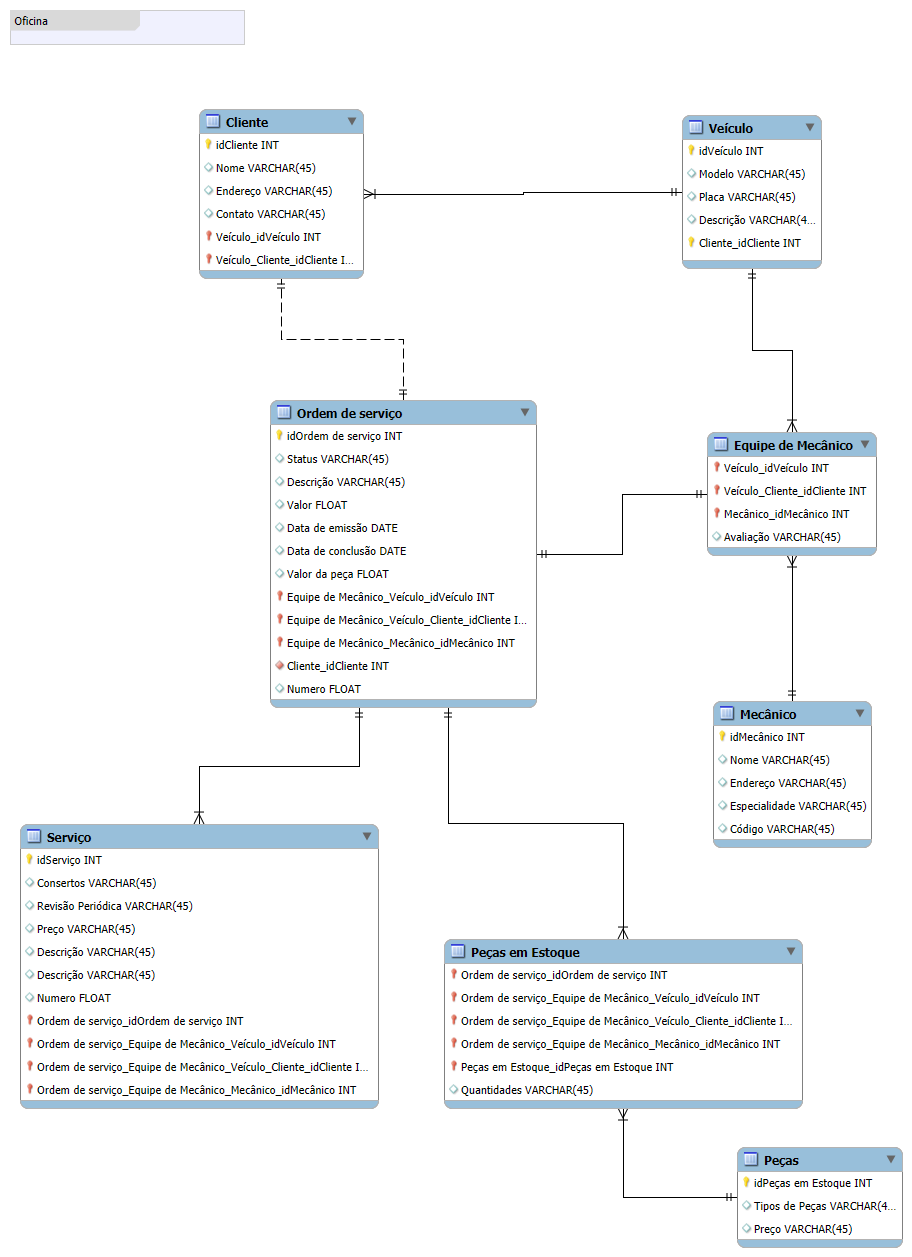 Oficina
Cliente
idCliente INT
Nome VARCHAR(45)
Endereço VARCHAR(45)
Contato VARCHAR(45)
Veículo_idVeículo INT
Veículo_Cliente_idCliente I...
Veículo
idVeículo INT
Modelo VARCHAR(45)
Placa VARCHAR(45)
Descrição VARCHAR(4...
Cliente_idCliente INT
Ordem de serviço
idOrdem de serviço INT
Status VARCHAR(45)
Descrição VARCHAR(45)
Valor FLOAT
Data de emissão DATE
Data de conclusão DATE
Valor da peça FLOAT
Equipe de Mecânico_Veículo_idVeículo INT
Equipe de Mecânico_Veículo_Cliente_idCliente I...
Equipe de Mecânico_Mecânico_idMecânico INT
Cliente_idCliente INT
Numero FLOAT
Equipe de Mecânico
Veículo_idVeículo INT
Veículo_Cliente_idCliente INT
Mecânico_idMecânico INT
Avaliação VARCHAR(45)
Mecânico
idMecânico INT
Nome VARCHAR(45)
Endereço VARCHAR(45)
Especialidade VARCHAR(45)
Código VARCHAR(45)
Serviço
idServiço INT
Consertos VARCHAR(45)
Revisão Periódica VARCHAR(45)
Preço VARCHAR(45)
Descrição VARCHAR(45)
Descrição VARCHAR(45)
Numero FLOAT
Ordem de serviço_idOrdem de serviço INT
Ordem de serviço_Equipe de Mecânico_Veículo_idVeículo INT
Ordem de serviço_Equipe de Mecânico_Veículo_Cliente_idCliente I...
Ordem de serviço_Equipe de Mecânico_Mecânico_idMecânico INT
Peças em Estoque
Ordem de serviço_idOrdem de serviço INT
Ordem de serviço_Equipe de Mecânico_Veículo_idVeículo INT
Ordem de serviço_Equipe de Mecânico_Veículo_Cliente_idCliente I...
Ordem de serviço_Equipe de Mecânico_Mecânico_idMecânico INT
Peças em Estoque_idPeças em Estoque INT
Quantidades VARCHAR(45)
Peças
idPeças em Estoque INT
Tipos de Peças VARCHAR(4...
Preço VARCHAR(45)